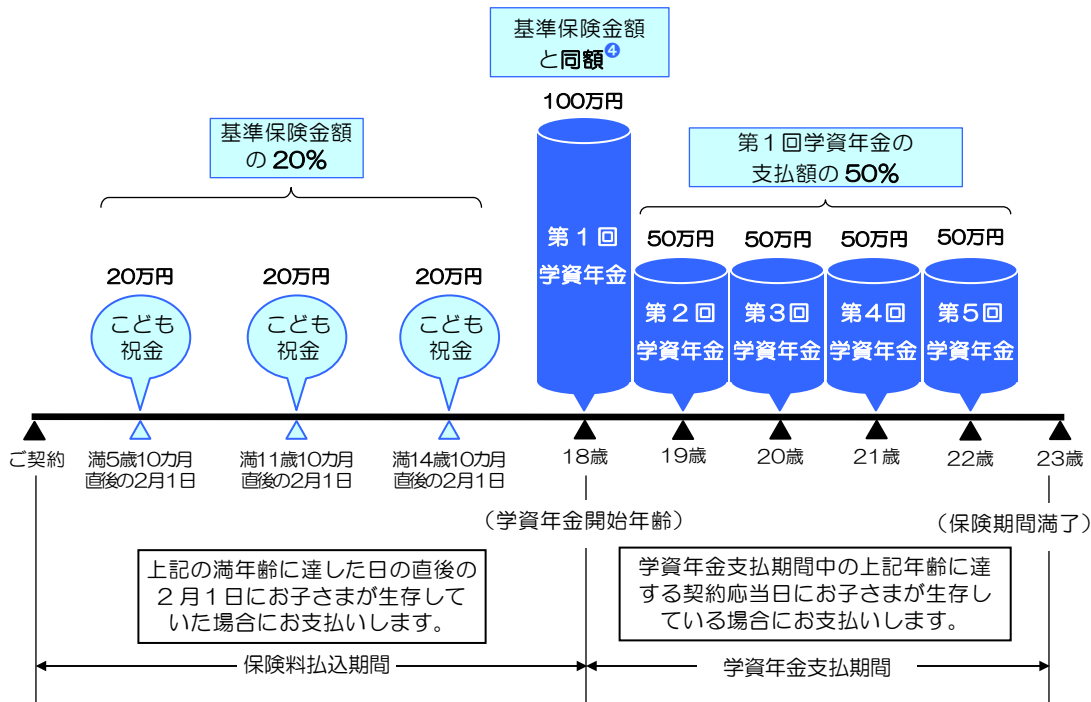 基準保険金額
と同額❹
100万円
基準保険金額
の 20%
第1回学資年金の
支払額の 50%
20万円
20万円
20万円
こども
祝金
こども
祝金
こども
祝金
第1回
学資年金
50万円
50万円
50万円
50万円
第2回
学資年金
第3回
学資年金
第4回
学資年金
第5回
学資年金
ご契約
満5歳10カ月
直後の2月1日
満11歳10カ月
直後の2月1日
満14歳10カ月
直後の2月1日
18歳
19歳
20歳
21歳
22歳
23歳
(学資年金開始年齢)
(保険期間満了)
上記の満年齢に達した日の直後の
2月1日にお子さまが生存して
いた場合にお支払いします。
学資年金支払期間中の上記年齢に達
する契約応当日にお子さまが生存し
ている場合にお支払いします。
保険料払込期間
学資年金支払期間